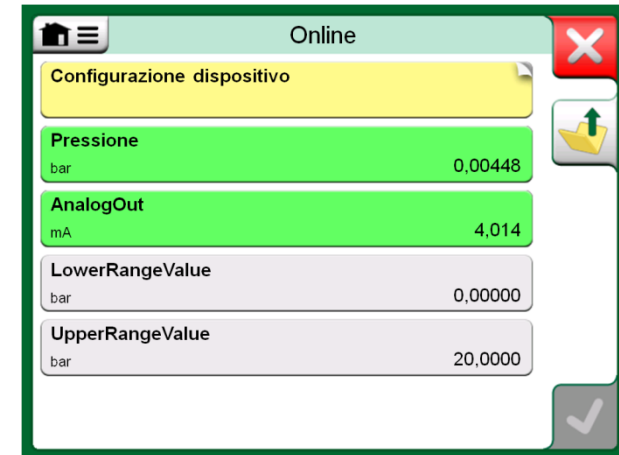 Online
Configurazione dispositivo
Pressione
bar 0,00448
AnalogOut
mA 4,014
LowerRangeValue
bar 0,00000
UpperRangeValue
bar 20,0000